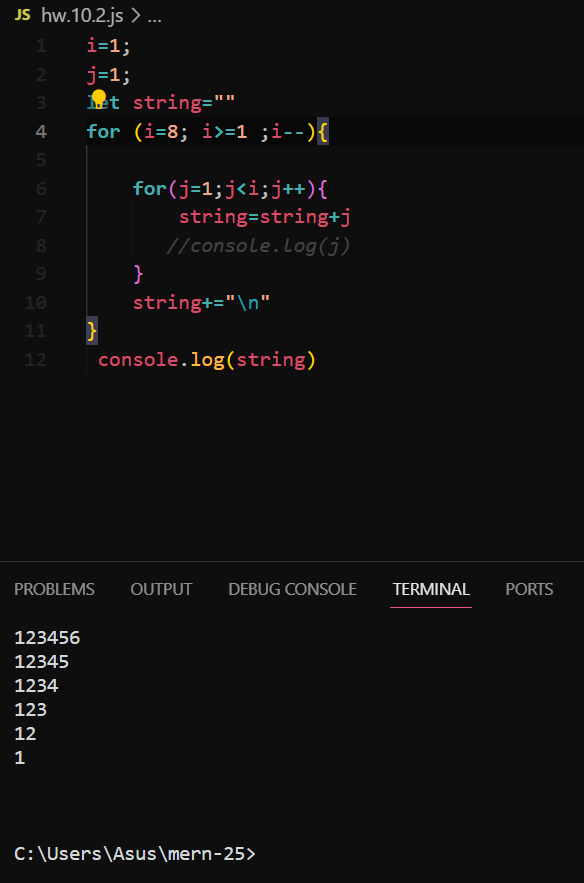 JS hw.10.2.js > ...
1 i=1;
2 j=1;
3 let string=""
4 for (i=8; i>=1 ;i--){
5
6 for(j=1;j<i;j++){
7 string=string+j
8 //console.log(j)
9 }
10 string+="\n"
11 }
12 console.log(string)
PROBLEMS OUTPUT DEBUG CONSOLE TERMINAL PORTS
123456
12345
1234
123
12
1
C:\Users\Asus\mern-25>